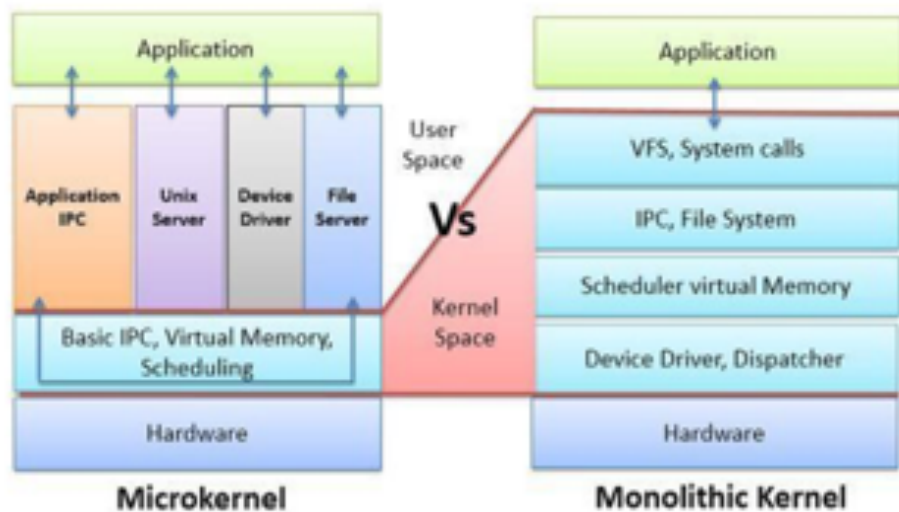 Application
Application
IPC
Unix
Server
Device
Driver
File
Server
Basic IPC, Virtual Memory,
Scheduling
Hardware
Microkernel
User
Space
Vs
Kernel
Space
Application
VFS, System calls
IPC, File System
Scheduler virtual Memory
Device Driver, Dispatcher
Hardware
Monolithic Kernel